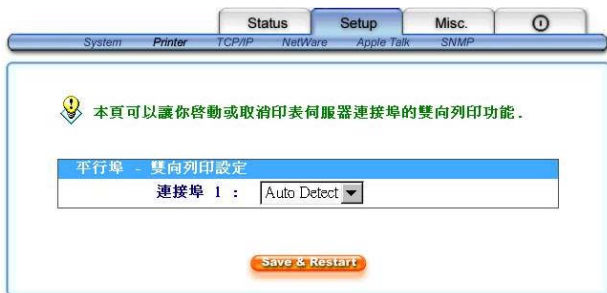 Status Setup Misc.
System Printer TCP/IP NetWare Apple Talk SNMP
本頁可以讓你啓動或取消印表伺服器連接埠的雙向列印功能.
平行埠 - 雙向列印設定
連接埠 1 : Auto Detect
Save & Restart